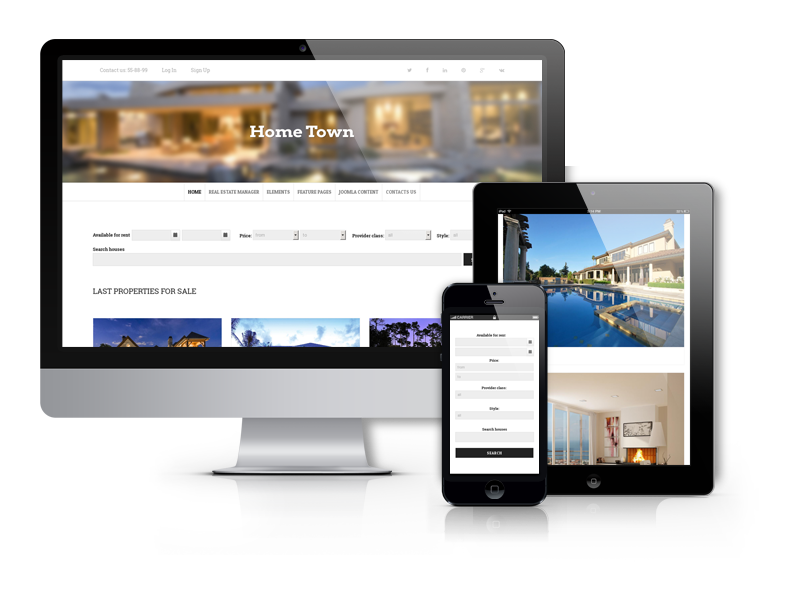 Contact us: 50 68 99 Log In Sign Up
Home Town
HOME REAL ESTATE MANAGER ELEMENTS FEATURE PAGES JOOMLA CONTENT CONTACTS US
Available for rent Price: from to Provider class: all Style: all
Search houses
LAST PROPERTIES FOR SALE
iPad
CARRIER
Available for rent
Price
from
to
Provider class:
all
Style
all
Search houses
SEARCH